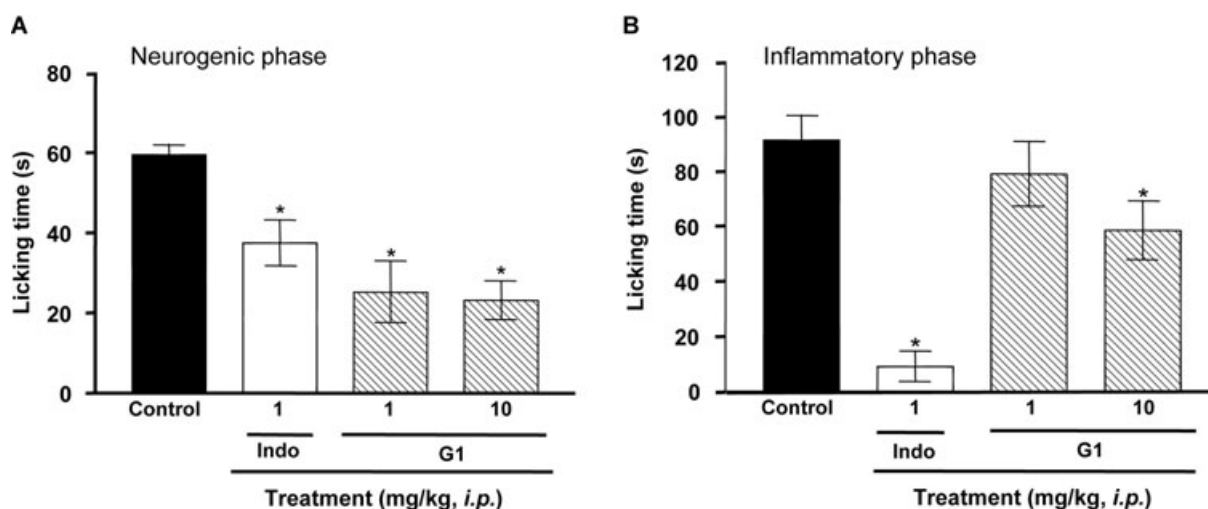 A
Neurogenic phase
Licking time (s)
80
60
40
20
0
*
*
*
Control 1 1 10
Indo G1
Treatment (mg/kg, i.p.)
B
Inflammatory phase
Licking time (s)
120
100
80
60
40
20
0
*
*
Control 1 1 10
Indo G1
Treatment (mg/kg, i.p.)